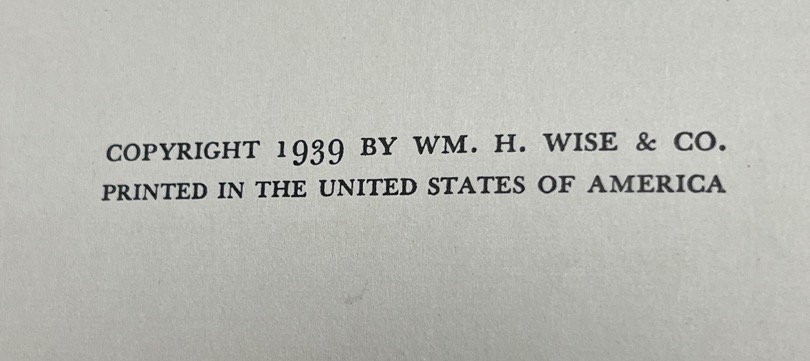 COPYRIGHT 1939 BY WM. H. WISE & CO.
PRINTED IN THE UNITED STATES OF AMERICA